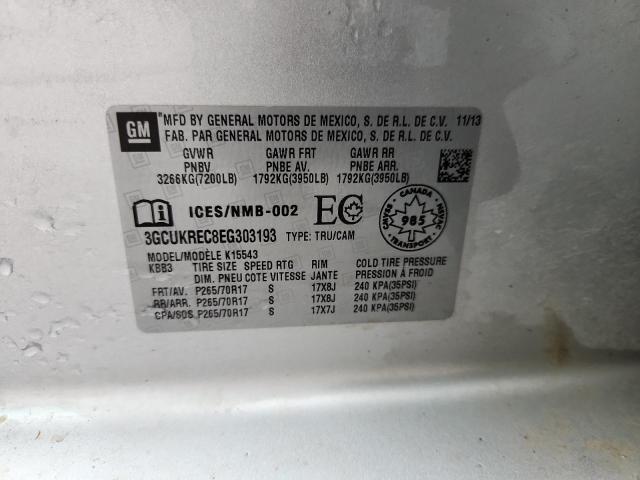 GM
MFD BY GENERAL MOTORS DE MEXICO, S. DE R.L. DE C.V. 11/13
FAB. PAR GENERAL MOTORS DE MEXICO, S. DE R.L. DE C.V.
GVWR GAWR FRT GAWR RR
PNBV PNBE AV. PNBE ARR.
3266KG(7200LB) 1792KG(3950LB) 1792KG(3950LB)
ICES/NMB-002 EC
CANADA
CMVSS NSVAC
985
TRANSPORT
3GCUKREC8EG303193 TYPE: TRU/CAM
MODEL/MODÈLE K15543
KBB3 TIRE SIZE SPEED RTG RIM COLD TIRE PRESSURE
DIM. PNEU COTE VITESSE JANTE PRESSION À FROID
FRT/AV. P265/70R17 S 17X8J 240 KPA(35PSI)
RR/ARR. P265/70R17 S 17X8J 240 KPA(35PSI)
CPA/SDS P265/70R17 S 17X7J 240 KPA(35PSI)